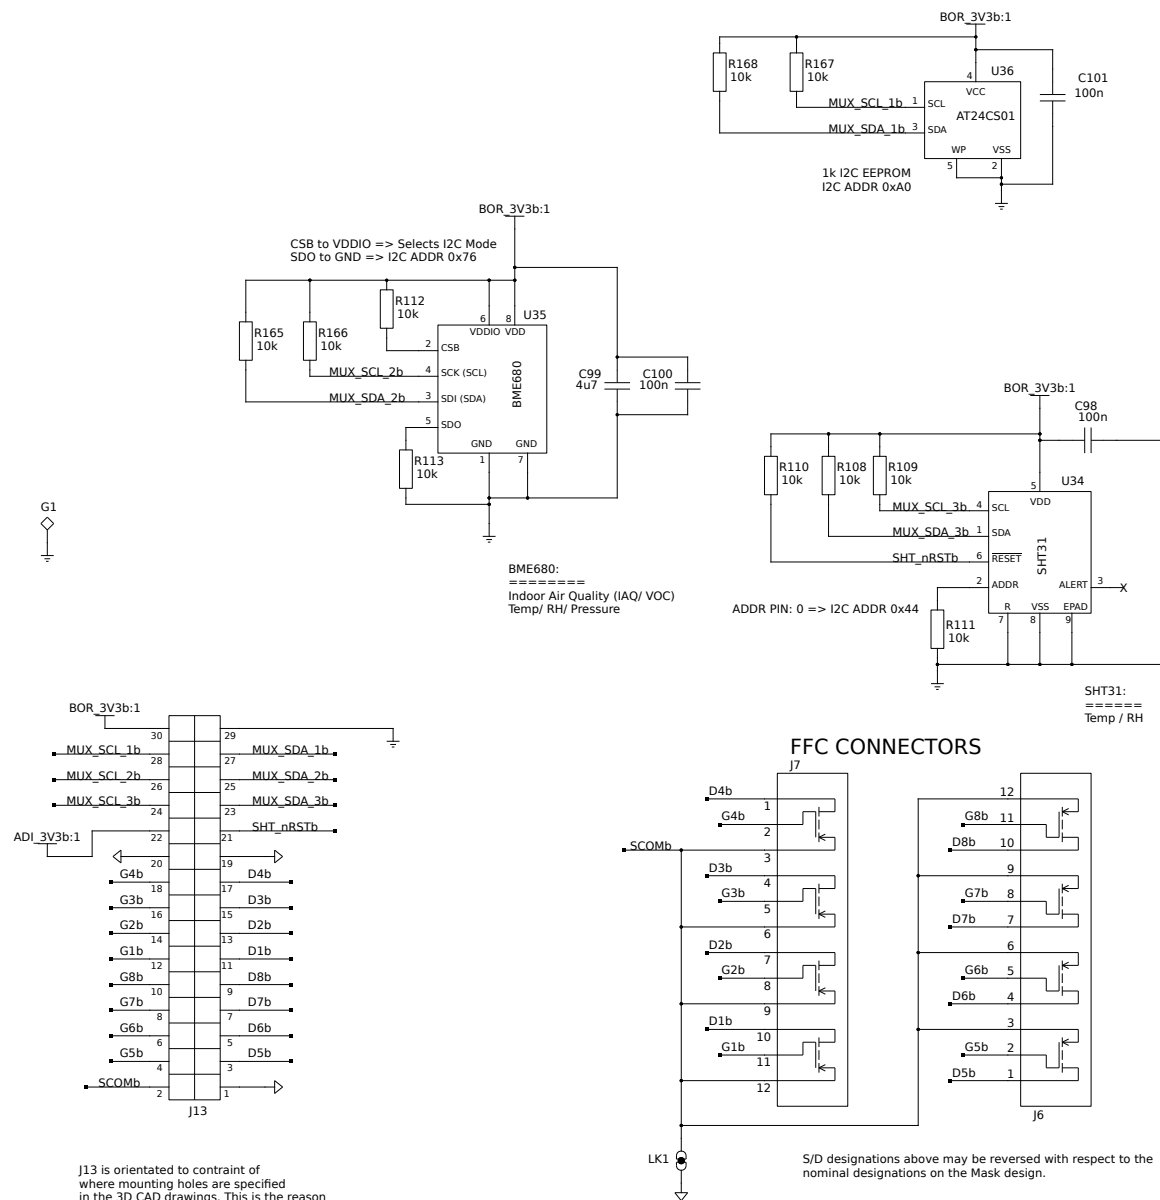 BOR_3V3b:1
R168
10k
R167
10k
4
U36
VCC
C101
100n
MUX_SCL_1b
1
SCL
AT24CS01
MUX_SDA_1b
3
SDA
WP
VSS
5
2
1k I2C EEPROM
I2C ADDR 0xA0
BOR_3V3b:1
CSB to VDDIO => Selects I2C Mode
SDO to GND => I2C ADDR 0x76
R112
10k
R165
10k
R166
10k
6
8
U35
VDDIO
VDD
2
CSB
MUX_SCL_2b
4
SCK (SCL)
MUX_SDA_2b
3
SDI (SDA)
BME680
5
SDO
GND
GND
1
7
R113
10k
C99
4u7
C100
100n
G1
BME680:
========
Indoor Air Quality (IAQ/ VOC)
Temp/ RH/ Pressure
BOR_3V3b:1
C98
100n
R110
10k
R108
10k
R109
10k
5
U34
VDD
MUX_SCL_3b
4
SCL
MUX_SDA_3b
1
SDA
SHT31
SHT_nRSTb
6
RESET
2
ADDR
ALERT
3
X
R
VSS
EPAD
7
8
9
ADDR PIN: 0 => I2C ADDR 0x44
R111
10k
SHT31:
======
Temp / RH
BOR_3V3b:1
30
29
MUX_SCL_1b
28
27
MUX_SDA_1b
MUX_SCL_2b
26
25
MUX_SDA_2b
MUX_SCL_3b
24
23
MUX_SDA_3b
ADI_3V3b:1
22
21
SHT_nRSTb
20
19
G4b
18
17
D4b
G3b
16
15
D3b
G2b
14
13
D2b
G1b
12
11
D1b
G8b
10
9
D8b
G7b
8
7
D7b
G6b
6
5
D6b
G5b
4
3
D5b
SCOMb
2
1
J13
J13 is orientated to contraint of
where mounting holes are specified
in the 3D CAD drawings. This is the reason
FFC CONNECTORS
J7
D4b
1
G4b
2
SCOMb
3
D3b
4
G3b
5
6
D2b
7
G2b
8
9
D1b
10
G1b
11
12
12
G8b
11
D8b
10
9
G7b
8
D7b
7
6
G6b
5
D6b
4
3
G5b
2
D5b
1
J6
LK1
S/D designations above may be reversed with respect to the
nominal designations on the Mask design.